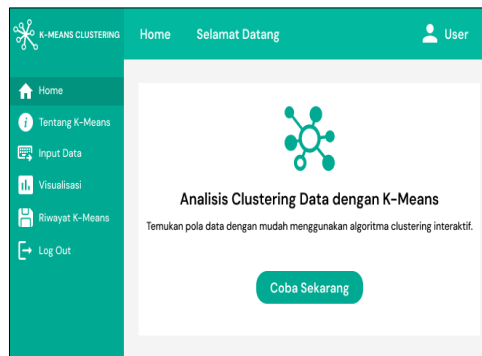 K-MEANS CLUSTERING
Home
Selamat Datang
User
Home
Tentang K-Means
Input Data
Visualisasi
Riwayat K-Means
Log Out
Analisis Clustering Data dengan K-Means
Temukan pola data dengan mudah menggunakan algoritma clustering interaktif.
Coba Sekarang